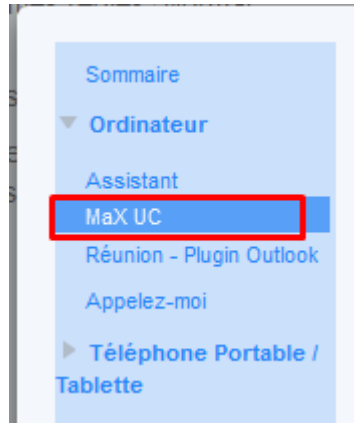 Sommaire
Ordinateur
Assistant
MaX UC
Réunion - Plugin Outlook
Appelez-moi
Téléphone Portable /
Tablette